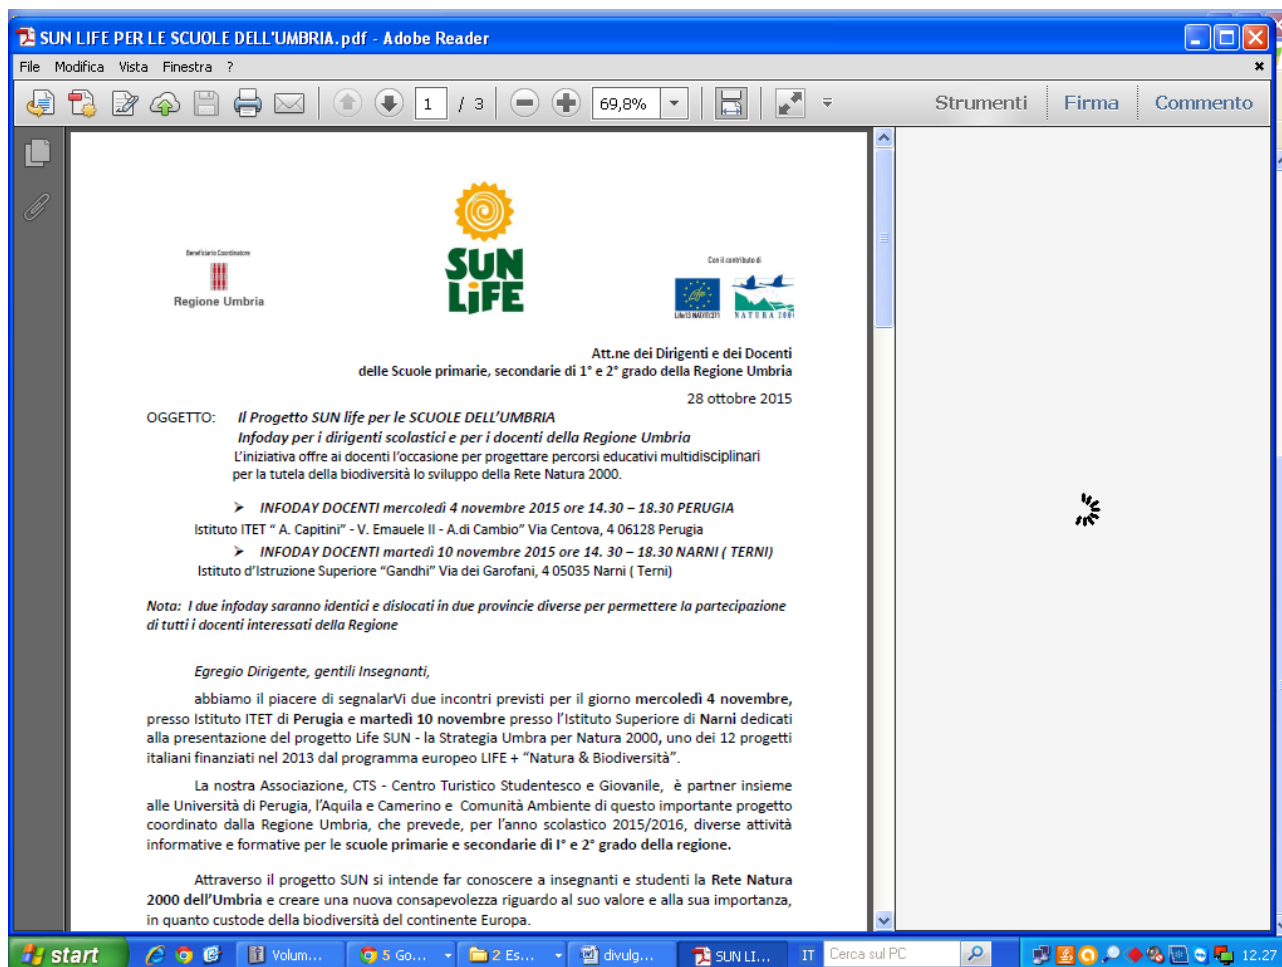 SUN LIFE PER LE SCUOLE DELL'UMBRIA.pdf - Adobe Reader
File Modifica Vista Finestra ?
1 / 3 69,8% Strumenti Firma Commento
SUN
LiFE
Beneficiario Coordinatore
Regione Umbria
Con il contributo di
Life
NATURA 2000
Att.ne dei Dirigenti e dei Docenti
delle Scuole primarie, secondarie di 1° e 2° grado della Regione Umbria
28 ottobre 2015
OGGETTO: Il Progetto SUN life per le SCUOLE DELL’UMBRIA
Infoday per i dirigenti scolastici e per i docenti della Regione Umbria
L’iniziativa offre ai docenti l’occasione per progettare percorsi educativi multidisciplinari
per la tutela della biodiversità lo sviluppo della Rete Natura 2000.
➢ INFODAY DOCENTI mercoledì 4 novembre 2015 ore 14.30 – 18.30 PERUGIA
Istituto ITET “ A. Capitini” - V. Emauele II - A.di Cambio” Via Centova, 4 06128 Perugia
➢ INFODAY DOCENTI martedì 10 novembre 2015 ore 14. 30 – 18.30 NARNI ( TERNI)
Istituto d’Istruzione Superiore “Gandhi” Via dei Garofani, 4 05035 Narni ( Terni)
Nota: I due infoday saranno identici e dislocati in due provincie diverse per permettere la partecipazione
di tutti i docenti interessati della Regione
Egregio Dirigente, gentili Insegnanti,
abbiamo il piacere di segnalarVi due incontri previsti per il giorno mercoledì 4 novembre,
presso Istituto ITET di Perugia e martedì 10 novembre presso l’Istituto Superiore di Narni dedicati
alla presentazione del progetto Life SUN - la Strategia Umbra per Natura 2000, uno dei 12 progetti
italiani finanziati nel 2013 dal programma europeo LIFE + “Natura & Biodiversità”.
La nostra Associazione, CTS - Centro Turistico Studentesco e Giovanile, è partner insieme
alle Università di Perugia, l’Aquila e Camerino e Comunità Ambiente di questo importante progetto
coordinato dalla Regione Umbria, che prevede, per l’anno scolastico 2015/2016, diverse attività
informative e formative per le scuole primarie e secondarie di I° e 2° grado della regione.
Attraverso il progetto SUN si intende far conoscere a insegnanti e studenti la Rete Natura
2000 dell’Umbria e creare una nuova consapevolezza riguardo al suo valore e alla sua importanza,
in quanto custode della biodiversità del continente Europa.
start Volum... 5 Go... 2 Es... divulg... SUN LI... IT Cerca sul PC 12.27